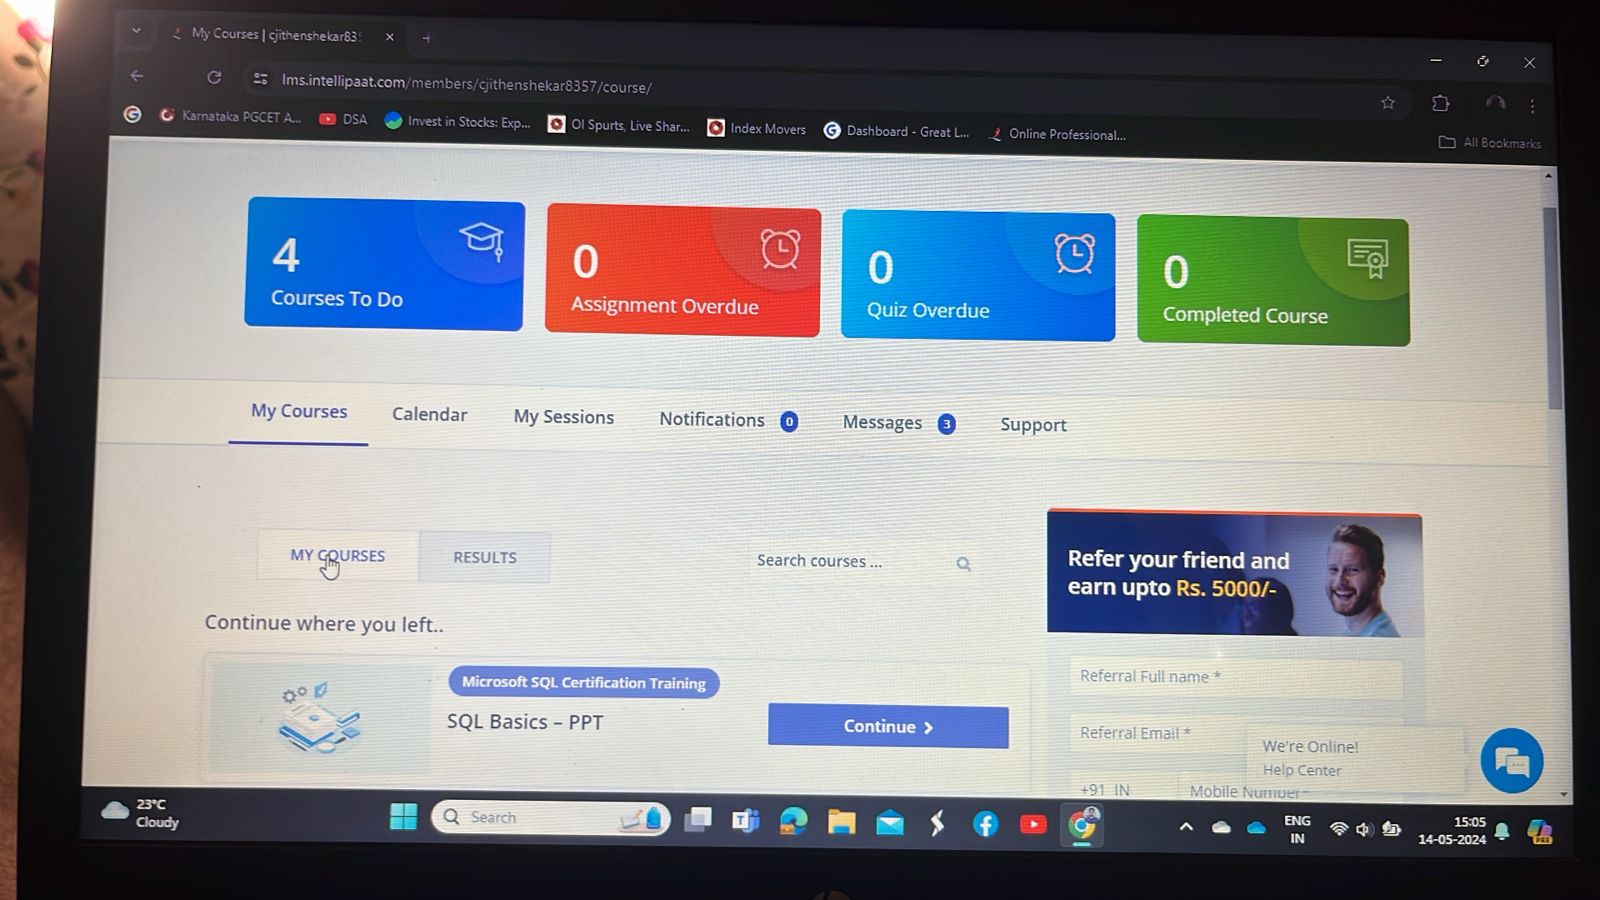 My Courses | cjithenshekar83
lms.intellipaat.com/members/cjithenshekar8357/course/
Karnataka PGCET A...
DSA
Invest in Stocks: Exp...
OI Spurts, Live Shar...
Index Movers
Dashboard - Great L...
Online Professional...
All Bookmarks
4
Courses To Do
0
Assignment Overdue
0
Quiz Overdue
0
Completed Course
My Courses
Calendar
My Sessions
Notifications 0
Messages 3
Support
MY COURSES
RESULTS
Search courses ...
Refer your friend and
earn upto Rs. 5000/-
Continue where you left..
Microsoft SQL Certification Training
SQL Basics – PPT
Continue
Referral Full name *
Referral Email *
+91 IN
Mobile Number
We're Online!
Help Center
23°C
Cloudy
Search
ENG
IN
15:05
14-05-2024